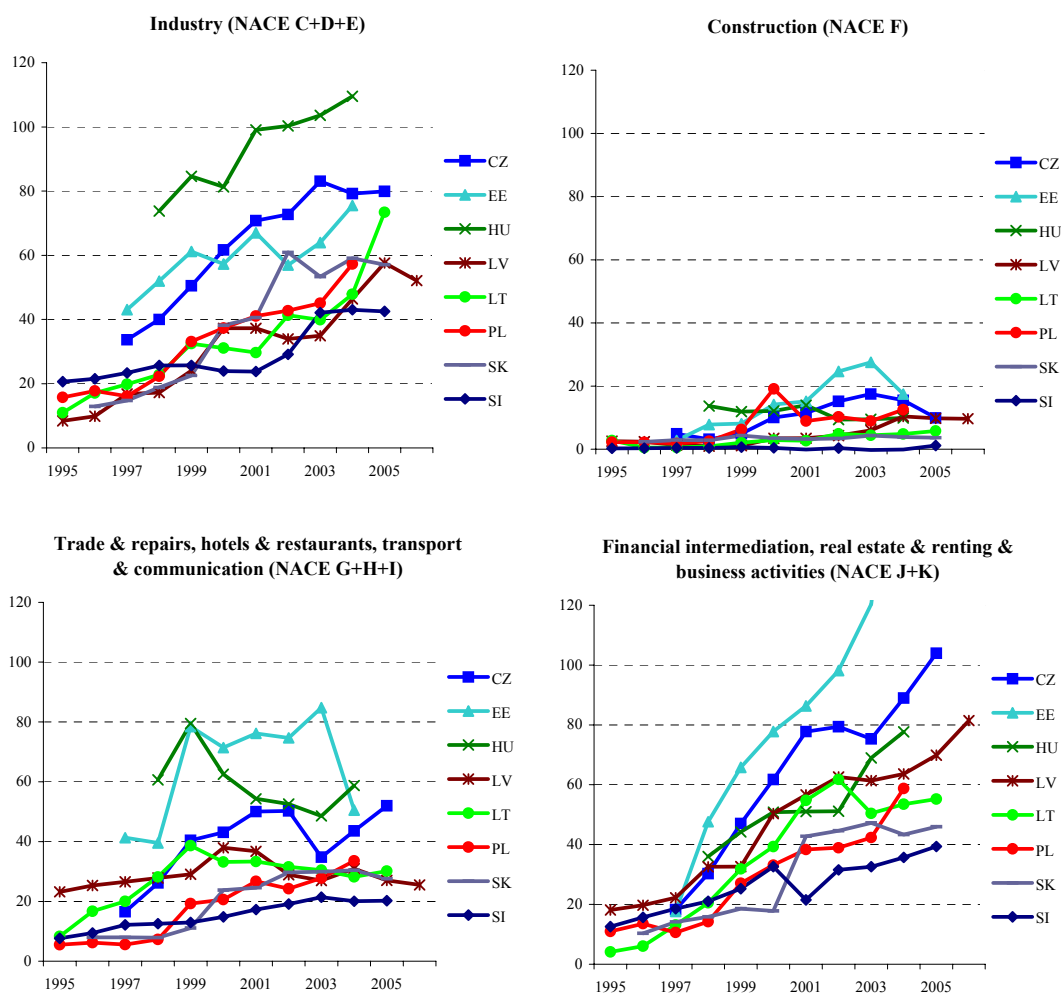 Industry (NACE C+D+E)
120
100
80
60
40
20
0
1995 1997 1999 2001 2003 2005
CZ
EE
HU
LV
LT
PL
SK
SI
Construction (NACE F)
120
100
80
60
40
20
0
1995 1997 1999 2001 2003 2005
CZ
EE
HU
LV
LT
PL
SK
SI
Trade & repairs, hotels & restaurants, transport
& communication (NACE G+H+I)
120
100
80
60
40
20
0
1995 1997 1999 2001 2003 2005
CZ
EE
HU
LV
LT
PL
SK
SI
Financial intermediation, real estate & renting &
business activities (NACE J+K)
120
100
80
60
40
20
0
1995 1997 1999 2001 2003 2005
CZ
EE
HU
LV
LT
PL
SK
SI